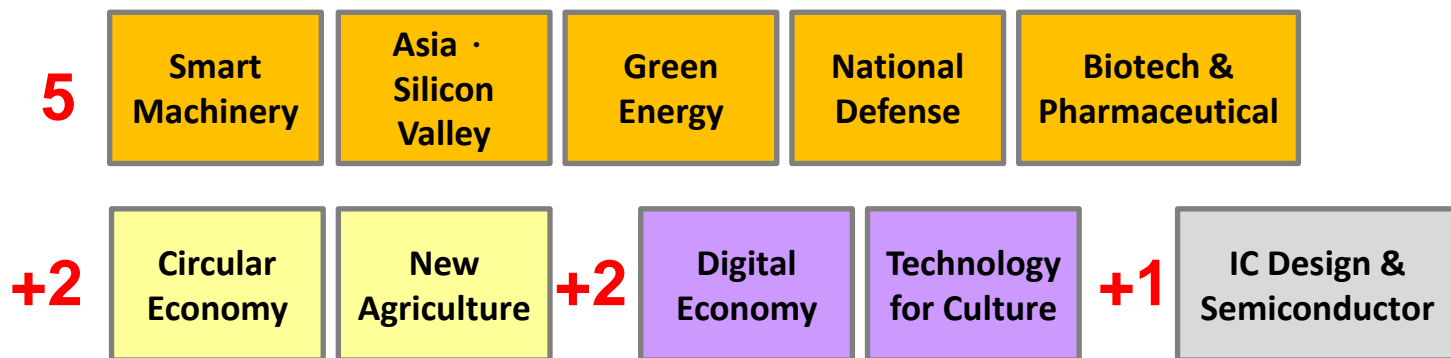 5
Smart
Machinery
Asia ·
Silicon
Valley
Green
Energy
National
Defense
Biotech &
Pharmaceutical
+2
Circular
Economy
New
Agriculture
+2
Digital
Economy
Technology
for Culture
+1
IC Design &
Semiconductor